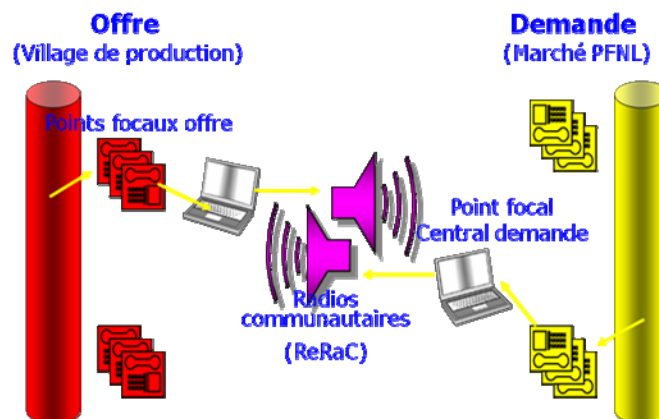 Offre
(Village de production)
Demande
(Marché PFNL)
Points focaux offre
Point focal
Central demande
Radios
communautaires
(ReRaC)